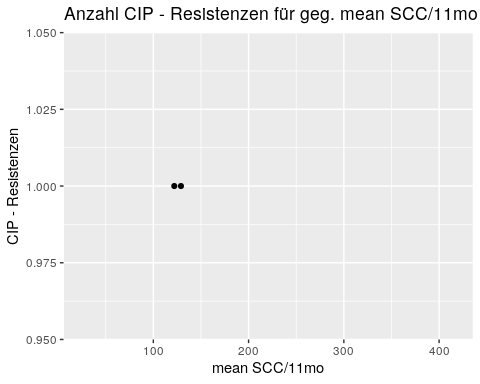 Anzahl CIP - Resistenzen für geg. mean SCC/11mo
1.050
1.025
1.000
0.975
0.950
CIP - Resistenzen
100 200 300 400
mean SCC/11mo